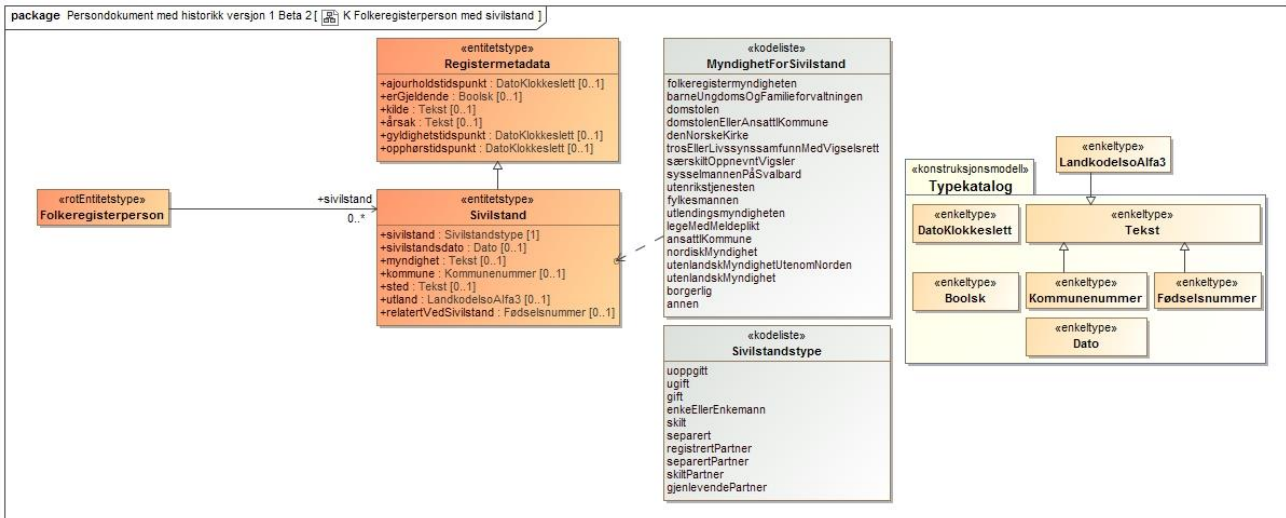 package Persondokument med historikk versjon 1 Beta 2 [ K Folkeregisterperson med sivilstand ]
«entitetstype»
Registermetadata
+ajourholdstidspunkt : DatoKlokkeslett [0..1]
+erGjeldende : Boolsk [0..1]
+kilde : Tekst [0..1]
+årsak : Tekst [0..1]
+gyldighetstidspunkt : DatoKlokkeslett [0..1]
+opphørstidspunkt : DatoKlokkeslett [0..1]
«rotEntitetstype»
Folkeregisterperson
+sivilstand
0..*
«entitetstype»
Sivilstand
+sivilstand : Sivilstandstype [1]
+sivilstandsdato : Dato [0..1]
+myndighet : Tekst [0..1]
+kommune : Kommunenummer [0..1]
+sted : Tekst [0..1]
+utland : LandkodeIsoAlfa3 [0..1]
+relatertVedSivilstand : Fødselsnummer [0..1]
«kodeliste»
MyndighetForSivilstand
folkeregistermyndigheten
barneUngdomsOgFamilieforvaltningen
domstolen
domstolenEllerAnsattIKommune
denNorskeKirke
trosEllerLivssynssamfunnMedVigselsrett
særskiltOppnevntVigsler
sysselmannenPåSvalbard
utenrikstjenesten
fylkesmannen
utlendingsmyndigheten
legeMedMeldeplikt
ansattIKommune
nordiskMyndighet
utenlandskMyndighetUtenomNorden
utenlandskMyndighet
borgerlig
annen
«kodeliste»
Sivilstandstype
uoppgitt
ugift
gift
enkeEllerEnkemann
skilt
separert
registrertPartner
separertPartner
skiltPartner
gjenlevendePartner
«enkeltype»
LandkodeIsoAlfa3
«konstruksjonsmodell»
Typekatalog
«enkeltype»
DatoKlokkeslett
«enkeltype»
Tekst
«enkeltype»
Boolsk
«enkeltype»
Kommunenummer
«enkeltype»
Fødselsnummer
«enkeltype»
Dato